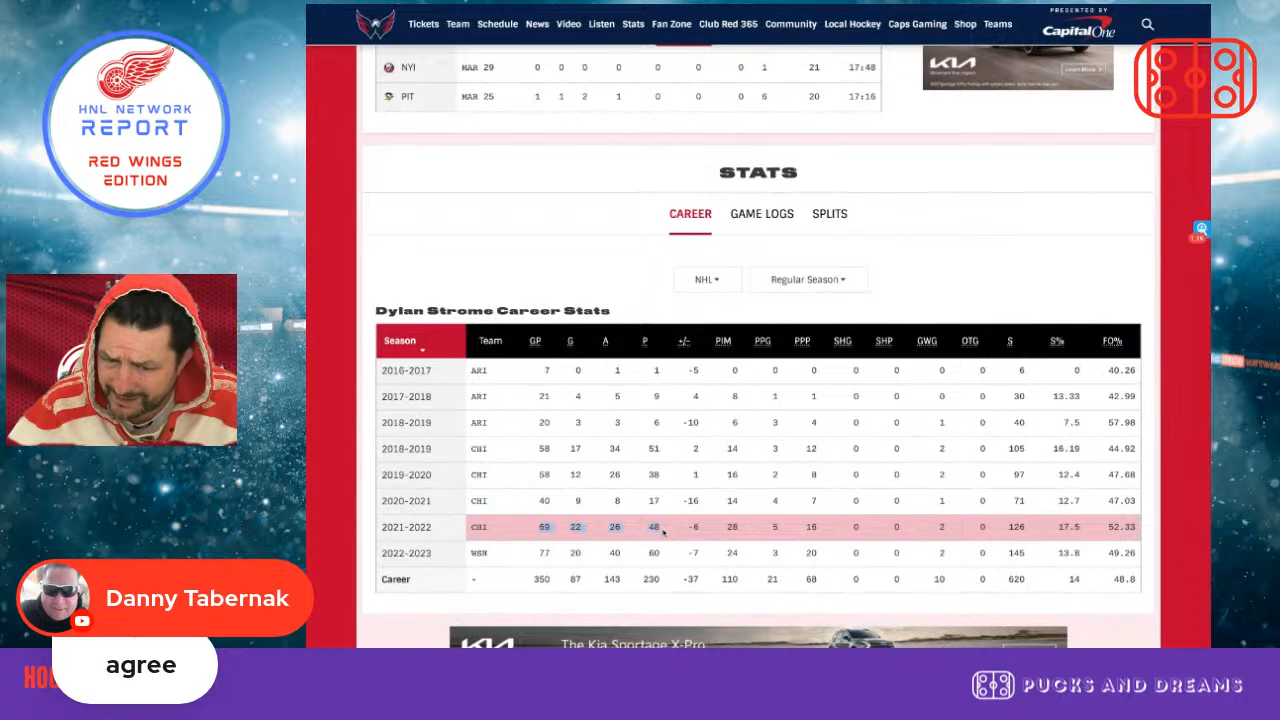 Tickets Team Schedule News Video Listen Stats Fan Zone Club Red 365 Community Local Hockey Caps Gaming Shop Teams
PRESENTED BY
Capital One
HNL NETWORK
REPORT
RED WINGS
EDITION
NYI MAR 29 0 0 0 0 0 0 1 21 17:48
PIT MAR 25 1 1 2 1 0 0 0 6 20 17:16
KIA
Learn More >
STATS
CAREER GAME LOGS SPLITS
NHL Regular Season
Dylan Strome Career Stats
Season Team GP G A P +/- PIM PPG PPP SHG SHP GWG OTG S S% FO%
2016-2017 ARI 7 0 1 1 -5 0 0 0 0 0 0 0 6 0 40.26
2017-2018 ARI 21 4 5 9 4 8 1 1 0 0 0 0 30 13.33 42.99
2018-2019 ARI 20 3 3 6 -10 6 3 4 0 0 1 0 40 7.5 57.98
2018-2019 CHI 58 17 34 51 2 14 3 12 0 0 2 0 105 16.19 44.92
2019-2020 CHI 58 12 26 38 1 16 2 8 0 0 2 0 97 12.4 47.68
2020-2021 CHI 40 9 8 17 -16 14 4 7 0 0 1 0 71 12.7 47.03
2021-2022 CHI 69 22 26 48 -6 28 5 16 0 0 2 0 126 17.5 52.33
2022-2023 WSH 77 20 40 60 -7 24 3 20 0 0 2 0 145 13.8 49.26
Career - 350 87 143 230 -37 110 21 68 0 0 10 0 620 14 48.8
KIA The Kia Sportage X-Pro
Danny Tabernak
agree
HOC
PUCKS AND DREAMS